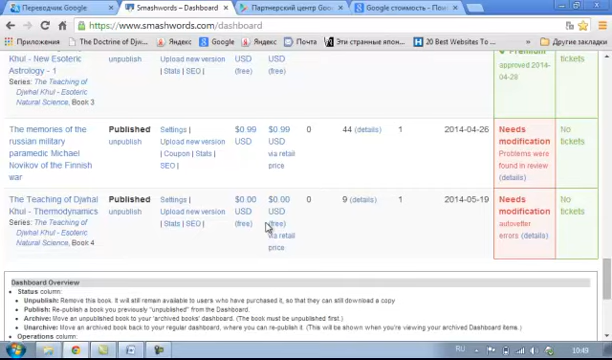 Переводчик Google
Smashwords – Dashboard
Партнерский центр Goo
Google стоимость - Пои
https://www.smashwords.com/dashboard
Приложения
The Doctrine of Djwl
Яндекс
Яндекс
Почта
Эти странные японс
20 Best Websites To
Другие закладки
Khul - New Esoteric
Astrology - 1
Series: The Teaching of
Djwhal Khul - Esoteric
Natural Science, Book 3
unpublish
Upload new version
| Stats | SEO |
USD
(free)
USD
(free)
Premium
approved 2014-
04-28
tickets
The memories of the
russian military
paramedic Michael
Novikov of the Finnish
war
Published
unpublish
Settings |
Upload new version
| Coupon | Stats |
SEO |
$0.99
USD
$0.99
USD
via retail
price
0
44 (details)
1
2014-04-26
Needs
modification
Problems were
found in review
(details)
No
tickets
The Teaching of Djwhal
Khul - Thermodynamics
Series: The Teaching of
Djwhal Khul - Esoteric
Natural Science, Book 4
Published
unpublish
Settings |
Upload new version
| Stats | SEO |
$0.00
USD
(free)
$0.00
USD
(free)
via retail
price
0
9 (details)
1
2014-05-19
Needs
modification
autovetter
errors (details)
No
tickets
Dashboard Overview
Status column:
Unpublish: Remove this book. It will still remain available to users who have purchased it, so that they can still download a copy
Publish: Re-publish a book you previously "unpublished" from the Dashboard.
Archive: Move an unpublished book to your 'archived books' dashboard. (The book must be unpublished first.)
Unarchive: Move an archived book back to your regular dashboard, where you can re-publish it. (This will be shown when you're viewing your archived Dashboard items.)
Operations column:
RU
10:49